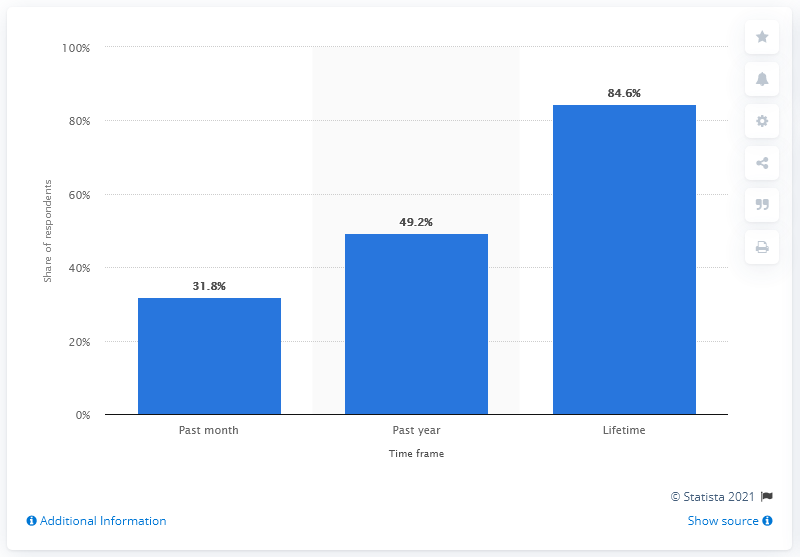 100%
80%
60%
40%
20%
0%
Share of respondents
31.8%
49.2%
84.6%
Past month
Past year
Lifetime
Time frame
© Statista 2021
Additional Information
Show source